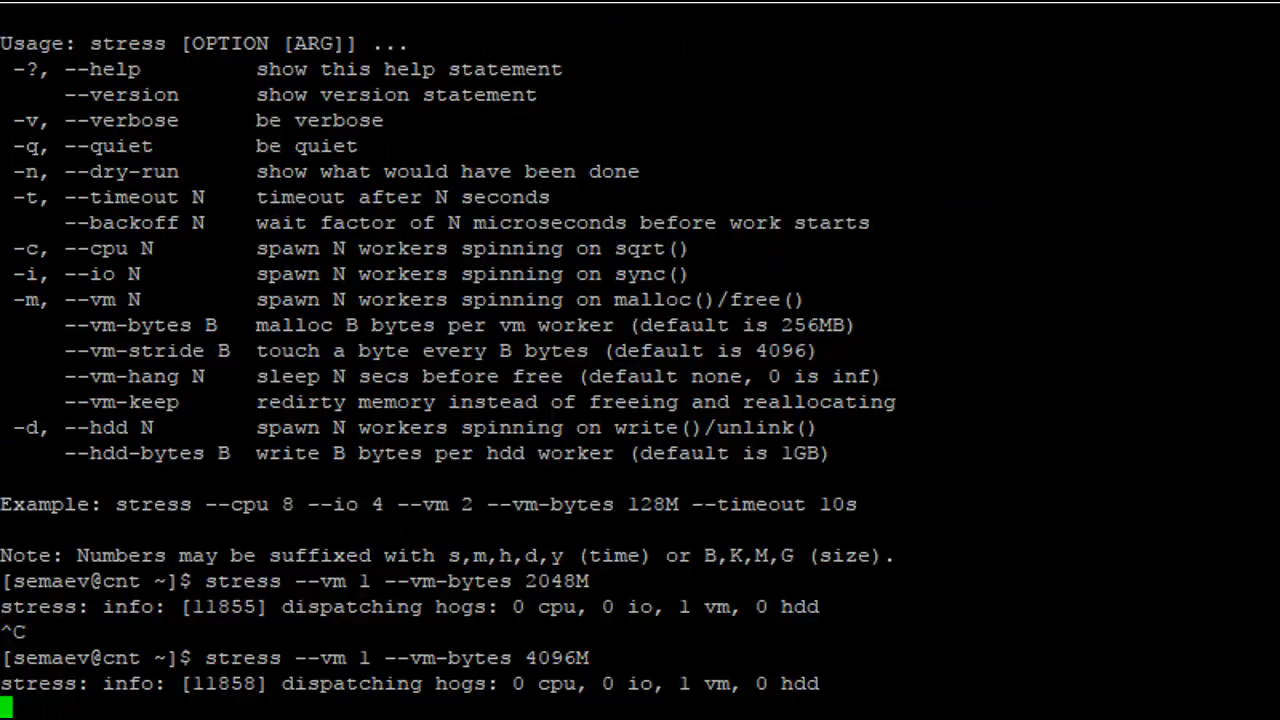 Usage: stress [OPTION [ARG]] ...
 -?, --help         show this help statement
     --version      show version statement
 -v, --verbose      be verbose
 -q, --quiet        be quiet
 -n, --dry-run      show what would have been done
 -t, --timeout N    timeout after N seconds
     --backoff N    wait factor of N microseconds before work starts
 -c, --cpu N        spawn N workers spinning on sqrt()
 -i, --io N         spawn N workers spinning on sync()
 -m, --vm N         spawn N workers spinning on malloc()/free()
     --vm-bytes B   malloc B bytes per vm worker (default is 256MB)
     --vm-stride B  touch a byte every B bytes (default is 4096)
     --vm-hang N    sleep N secs before free (default none, 0 is inf)
     --vm-keep      redirty memory instead of freeing and reallocating
 -d, --hdd N        spawn N workers spinning on write()/unlink()
     --hdd-bytes B  write B bytes per hdd worker (default is 1GB)

Example: stress --cpu 8 --io 4 --vm 2 --vm-bytes 128M --timeout 10s

Note: Numbers may be suffixed with s,m,h,d,y (time) or B,K,M,G (size).
[semaev@cnt ~]$ stress --vm 1 --vm-bytes 2048M
stress: info: [11855] dispatching hogs: 0 cpu, 0 io, 1 vm, 0 hdd
^C
[semaev@cnt ~]$ stress --vm 1 --vm-bytes 4096M
stress: info: [11858] dispatching hogs: 0 cpu, 0 io, 1 vm, 0 hdd